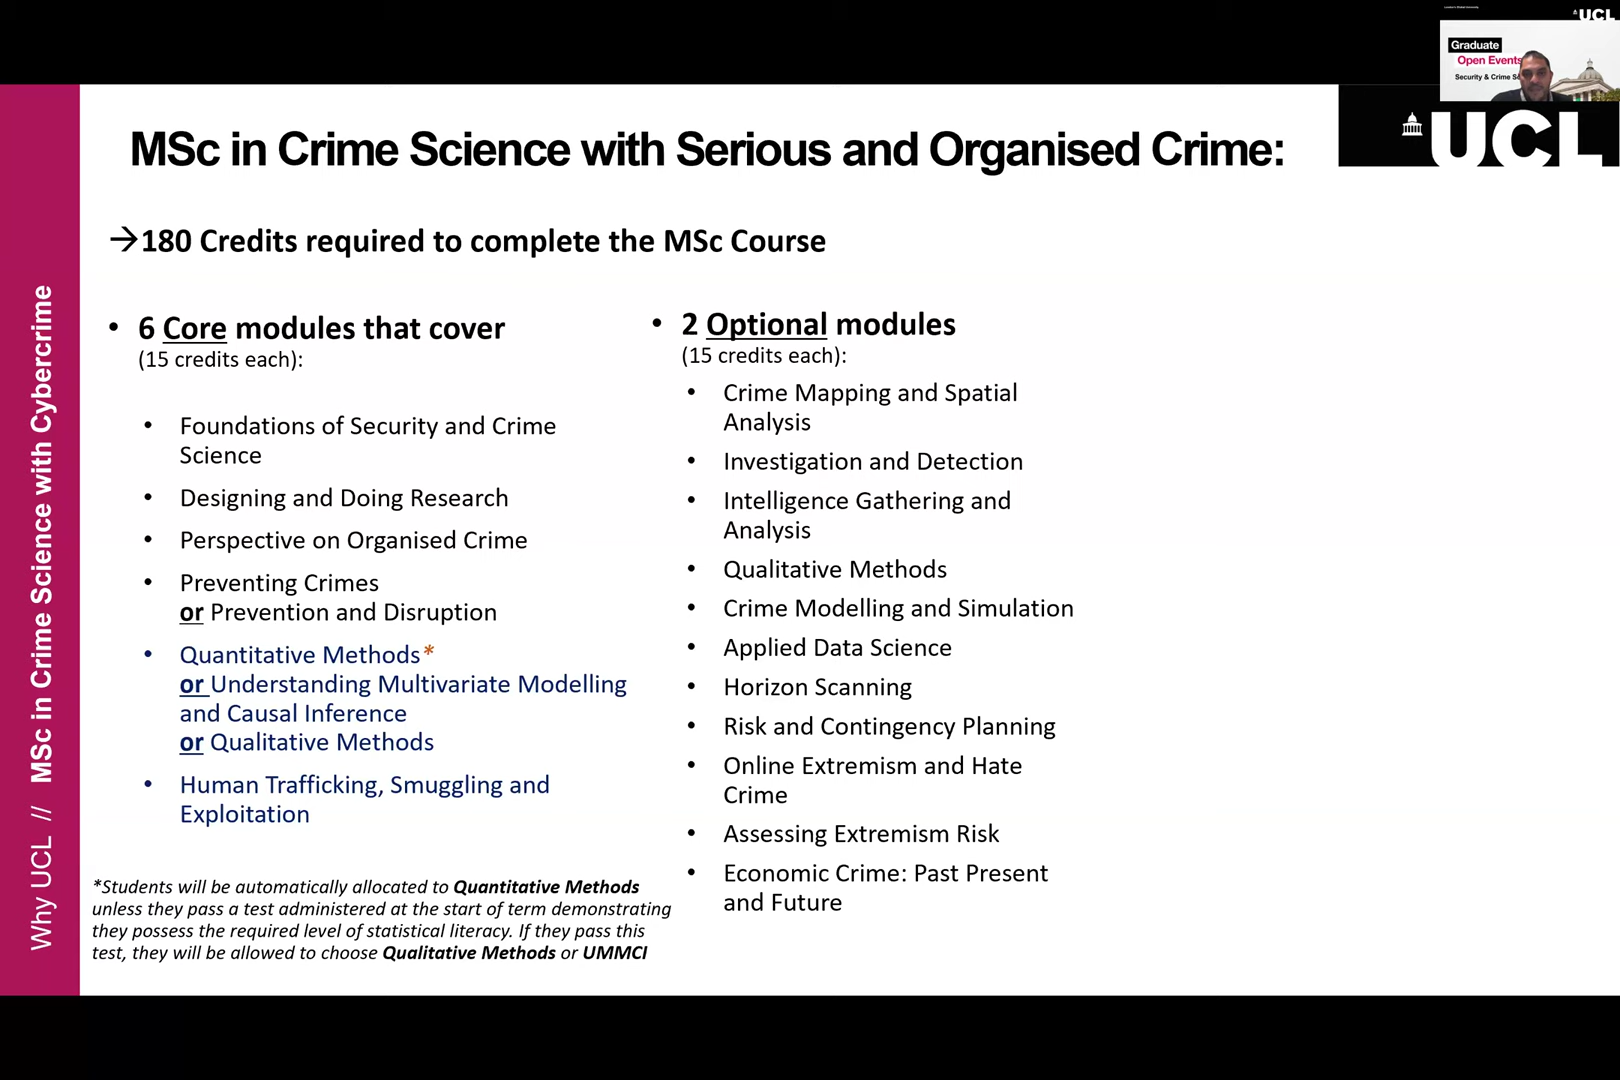 UCL
Graduate
Open Events
Security & Crime
UCL
MSc in Crime Science with Serious and Organised Crime:
→180 Credits required to complete the MSc Course
• 6 Core modules that cover
(15 credits each):
• Foundations of Security and Crime
Science
• Designing and Doing Research
• Perspective on Organised Crime
• Preventing Crimes
or Prevention and Disruption
• Quantitative Methods*
or Understanding Multivariate Modelling
and Causal Inference
or Qualitative Methods
• Human Trafficking, Smuggling and
Exploitation
*Students will be automatically allocated to Quantitative Methods
unless they pass a test administered at the start of term demonstrating
they possess the required level of statistical literacy. If they pass this
test, they will be allowed to choose Qualitative Methods or UMMCI
• 2 Optional modules
(15 credits each):
• Crime Mapping and Spatial
Analysis
• Investigation and Detection
• Intelligence Gathering and
Analysis
• Qualitative Methods
• Crime Modelling and Simulation
• Applied Data Science
• Horizon Scanning
• Risk and Contingency Planning
• Online Extremism and Hate
Crime
• Assessing Extremism Risk
• Economic Crime: Past Present
and Future
Why UCL // MSc in Crime Science with Cybercrime